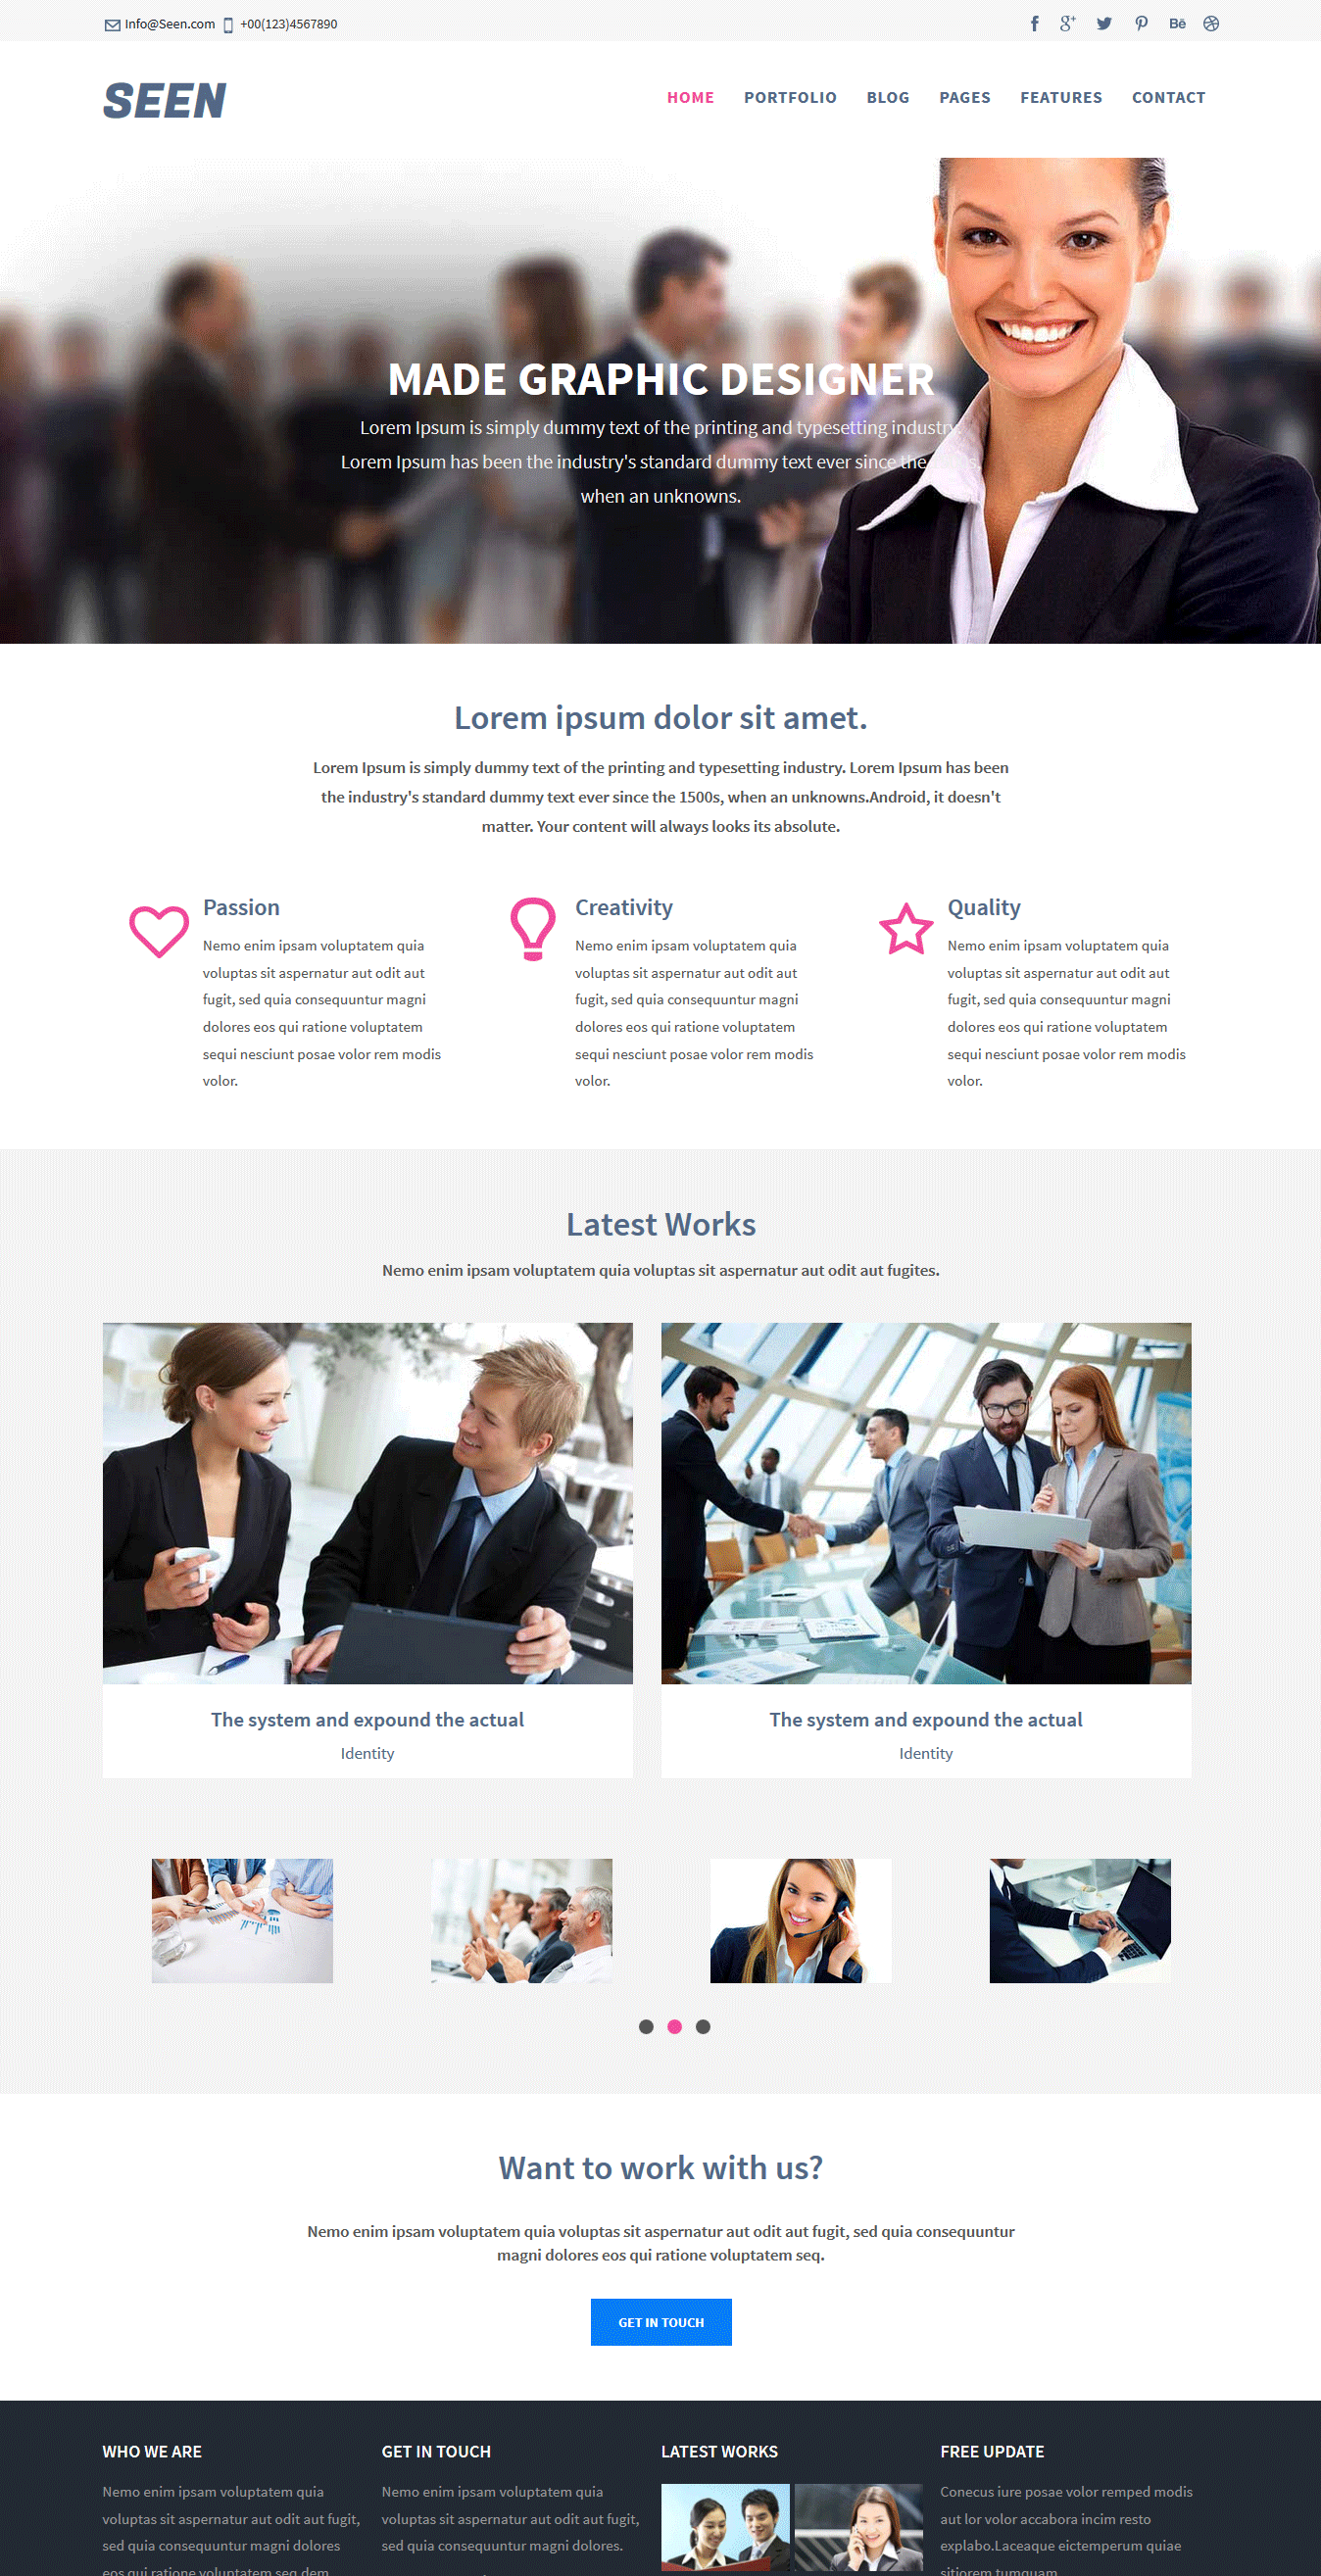 Info@Seen.com +00(123)4567890
SEEN
HOME PORTFOLIO BLOG PAGES FEATURES CONTACT
MADE GRAPHIC DESIGNER
Lorem Ipsum is simply dummy text of the printing and typesetting industry.
Lorem Ipsum has been the industry's standard dummy text ever since the
when an unknowns.
Lorem ipsum dolor sit amet.
Lorem Ipsum is simply dummy text of the printing and typesetting industry. Lorem Ipsum has been
the industry's standard dummy text ever since the 1500s, when an unknowns.Android, it doesn't
matter. Your content will always looks its absolute.
Passion
Nemo enim ipsam voluptatem quia
voluptas sit aspernatur aut odit aut
fugit, sed quia consequuntur magni
dolores eos qui ratione voluptatem
sequi nesciunt posae volor rem modis
volor.
Creativity
Nemo enim ipsam voluptatem quia
voluptas sit aspernatur aut odit aut
fugit, sed quia consequuntur magni
dolores eos qui ratione voluptatem
sequi nesciunt posae volor rem modis
volor.
Quality
Nemo enim ipsam voluptatem quia
voluptas sit aspernatur aut odit aut
fugit, sed quia consequuntur magni
dolores eos qui ratione voluptatem
sequi nesciunt posae volor rem modis
volor.
Latest Works
Nemo enim ipsam voluptatem quia voluptas sit aspernatur aut odit aut fugites.
The system and expound the actual
Identity
The system and expound the actual
Identity
Want to work with us?
Nemo enim ipsam voluptatem quia voluptas sit aspernatur aut odit aut fugit, sed quia consequuntur
magni dolores eos qui ratione voluptatem seq.
GET IN TOUCH
WHO WE ARE
Nemo enim ipsam voluptatem quia
voluptas sit aspernatur aut odit aut fugit,
sed quia consequuntur magni dolores
eos qui ratione voluptatem seq dem
GET IN TOUCH
Nemo enim ipsam voluptatem quia
voluptas sit aspernatur aut odit aut fugit,
sed quia consequuntur magni dolores.
LATEST WORKS
FREE UPDATE
Conecus iure posae volor remped modis
aut lor volor accabora incim resto
explabo.Laceaque eictemperum quiae
sitiorem tumquam